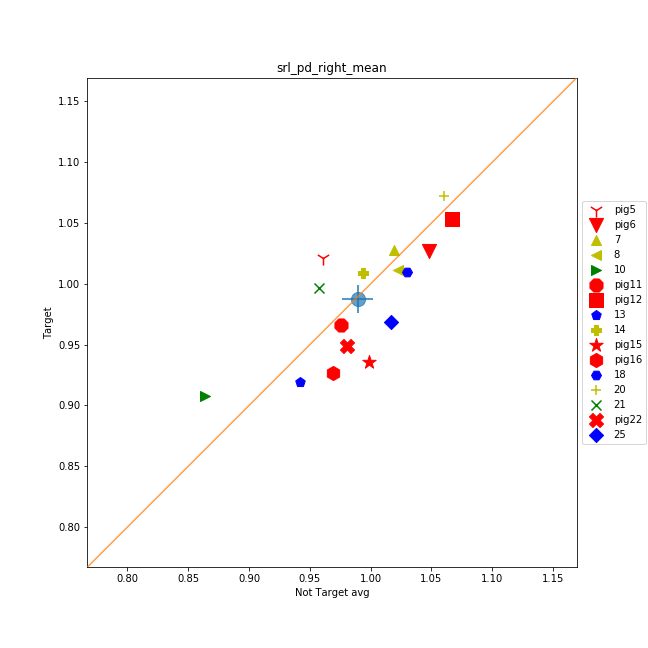 srl_pd_right_mean
1.15
1.10
1.05
1.00
0.95
0.90
0.85
0.80
Target
0.80 0.85 0.90 0.95 1.00 1.05 1.10 1.15
Not Target avg
pig5
pig6
7
8
10
pig11
pig12
13
14
pig15
pig16
18
20
21
pig22
25